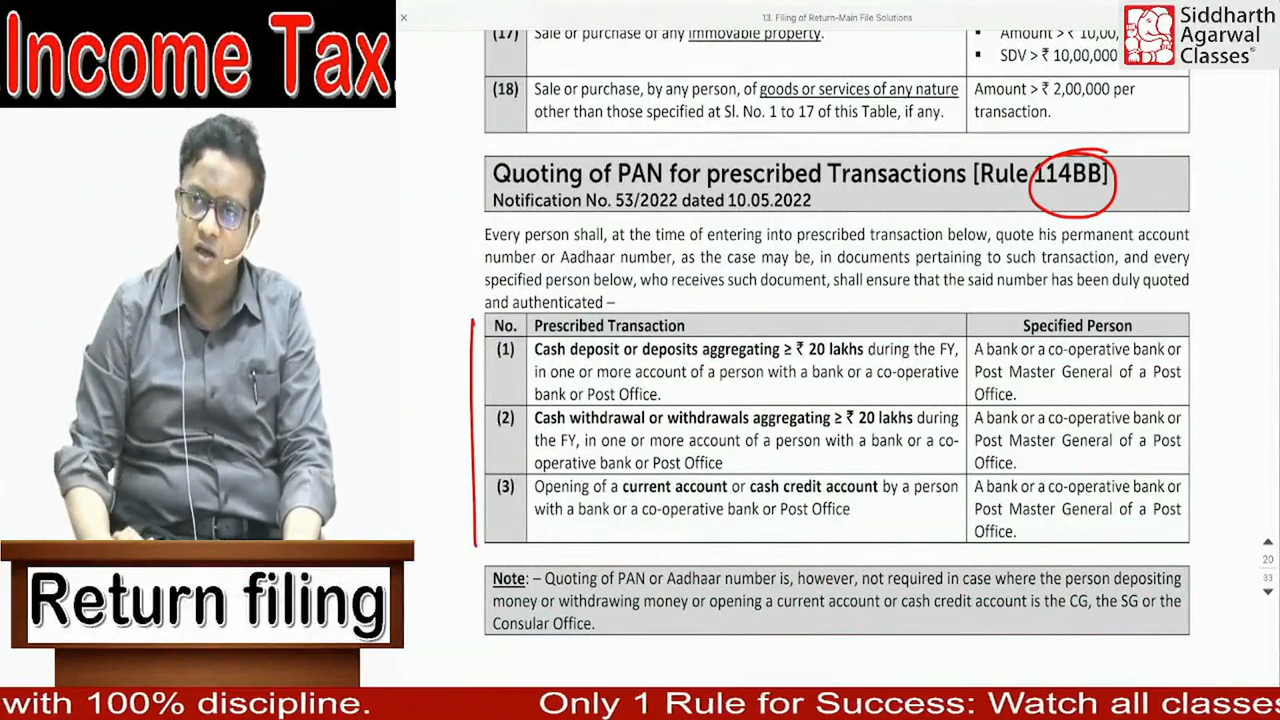 Income Tax
13. Filing of Return-Main File Solutions
Siddharth
Agarwal
Classes
(17) Sale or purchase of any immovable property. ▪ Amount > ₹ 10,00,
▪ SDV > ₹ 10,00,000
(18) Sale or purchase, by any person, of goods or services of any nature Amount > ₹ 2,00,000 per
other than those specified at Sl. No. 1 to 17 of this Table, if any. transaction.
Quoting of PAN for prescribed Transactions [Rule 114BB]
Notification No. 53/2022 dated 10.05.2022
Every person shall, at the time of entering into prescribed transaction below, quote his permanent account
number or Aadhaar number, as the case may be, in documents pertaining to such transaction, and every
specified person below, who receives such document, shall ensure that the said number has been duly quoted
and authenticated –
No. Prescribed Transaction Specified Person
(1) Cash deposit or deposits aggregating ≥ ₹ 20 lakhs during the FY, A bank or a co-operative bank or
in one or more account of a person with a bank or a co-operative Post Master General of a Post
bank or Post Office. Office.
(2) Cash withdrawal or withdrawals aggregating ≥ ₹ 20 lakhs during A bank or a co-operative bank or
the FY, in one or more account of a person with a bank or a co- Post Master General of a Post
operative bank or Post Office Office.
(3) Opening of a current account or cash credit account by a person A bank or a co-operative bank or
with a bank or a co-operative bank or Post Office Post Master General of a Post
Office.
Note: – Quoting of PAN or Aadhaar number is, however, not required in case where the person depositing
money or withdrawing money or opening a current account or cash credit account is the CG, the SG or the
Consular Office.
20
33
Return filing
with 100% discipline. Only 1 Rule for Success: Watch all classes